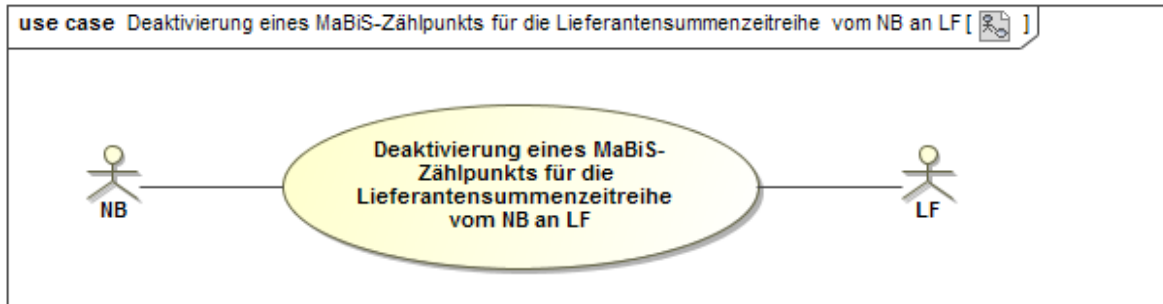 use case Deaktivierung eines MaBiS-Zählpunkts für die Lieferantensummenzeitreihe vom NB an LF [ ]
Deaktivierung eines MaBiS-
Zählpunkts für die
Lieferantensummenzeitreihe
vom NB an LF
NB
LF